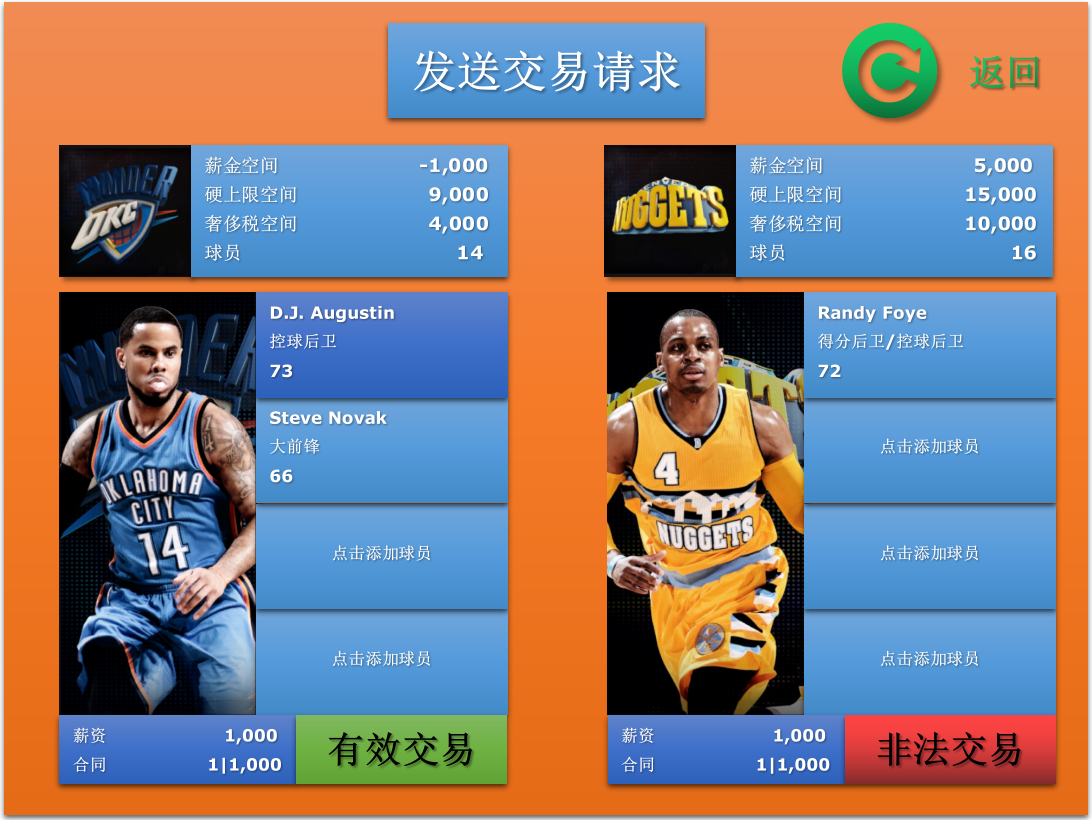 发送交易请求
返回
THUNDER
OKC
薪金空间 -1,000
硬上限空间 9,000
奢侈税空间 4,000
球员 14
DENVER
NUGGETS
薪金空间 5,000
硬上限空间 15,000
奢侈税空间 10,000
球员 16
D.J. Augustin
控球后卫
73
Steve Novak
大前锋
66
点击添加球员
点击添加球员
OKLAHOMA
CITY
14
薪资 1,000
合同 1|1,000
有效交易
Randy Foye
得分后卫/控球后卫
72
点击添加球员
点击添加球员
点击添加球员
4
NUGGETS
薪资 1,000
合同 1|1,000
非法交易